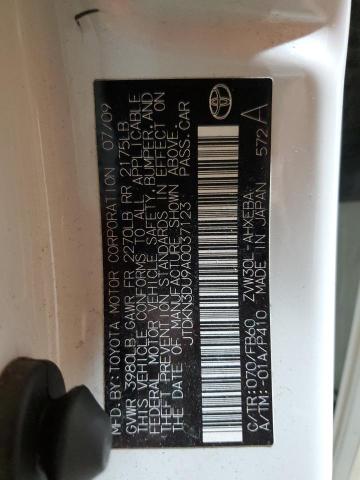 MFD. BY: TOYOTA MOTOR CORPORATION 07/09
GVWR 3980LB GAWR FR 2270LB RR 2175LB
THIS VEHICLE CONFORMS TO ALL APPLICABLE
FEDERAL MOTOR VEHICLE SAFETY, BUMPER, AND
THEFT PREVENTION STANDARDS IN EFFECT ON
THE DATE OF MANUFACTURE SHOWN ABOVE.
JTDKN3DU9A0037123 PASS. CAR
C/TR: 070/FB60 ZVW30L-AHXEBA
A/TM: -01A/P410 MADE IN JAPAN 572 A